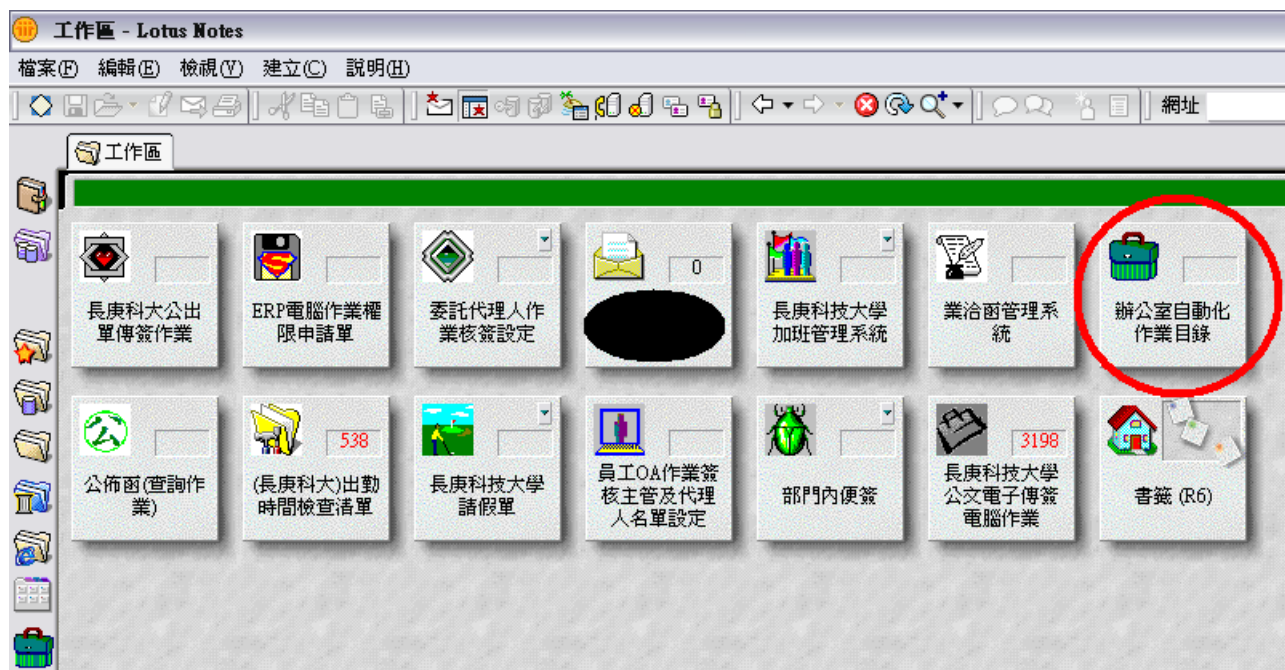 工作區 - Lotus Notes
檔案(F) 編輯(E) 檢視(V) 建立(C) 說明(H)
網址
工作區
0
長庚科大公出
單傳簽作業
ERP電腦作業權
限申請單
委託代理人作
業核簽設定
長庚科技大學
加班管理系統
業洽函管理系
統
辦公室自動化
作業目錄
538
3198
公佈函(查詢作
業)
(長庚科大)出勤
時間檢查清單
長庚科技大學
請假單
員工OA作業簽
核主管及代理
人名單設定
部門內便簽
長庚科技大學
公文電子傳簽
電腦作業
書籤 (R6)
公